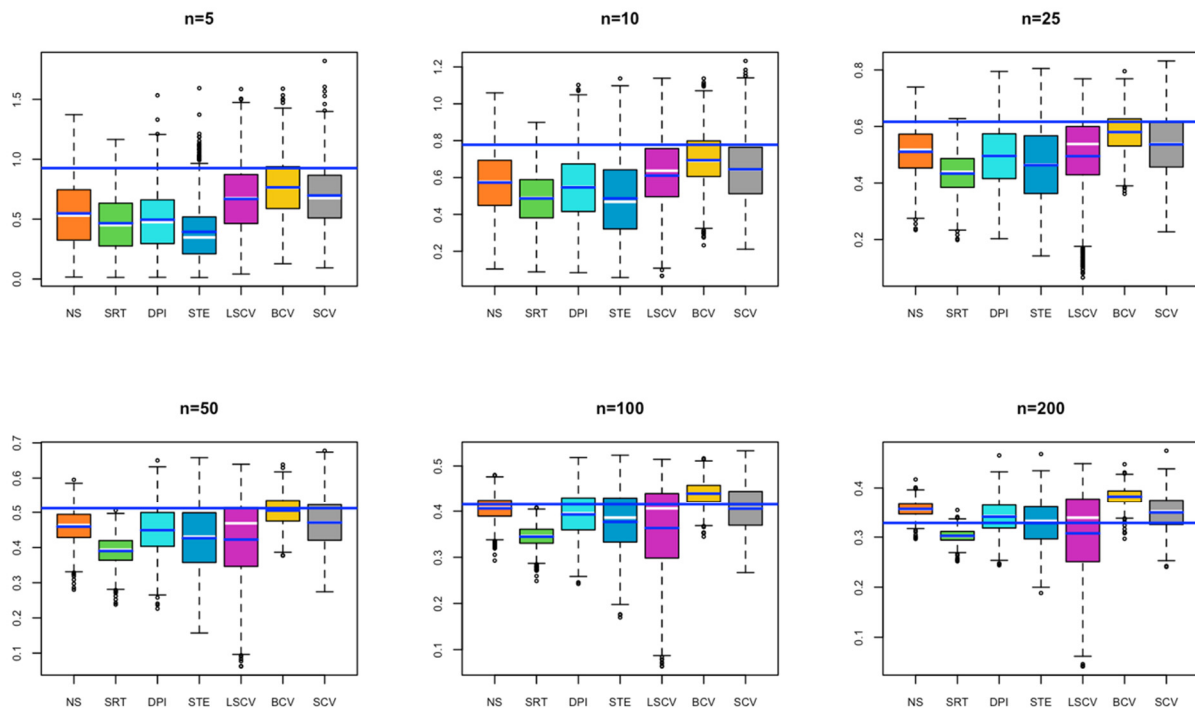 n=5
n=10
n=25
1.5
1.0
0.5
0.0
NS SRT DPI STE LSCV BCV SCV
1.2
1.0
0.8
0.6
0.4
0.2
NS SRT DPI STE LSCV BCV SCV
0.8
0.6
0.4
0.2
NS SRT DPI STE LSCV BCV SCV
n=50
n=100
n=200
0.7
0.6
0.5
0.4
0.3
0.2
0.1
NS SRT DPI STE LSCV BCV SCV
0.5
0.4
0.3
0.2
0.1
NS SRT DPI STE LSCV BCV SCV
0.4
0.3
0.2
0.1
NS SRT DPI STE LSCV BCV SCV